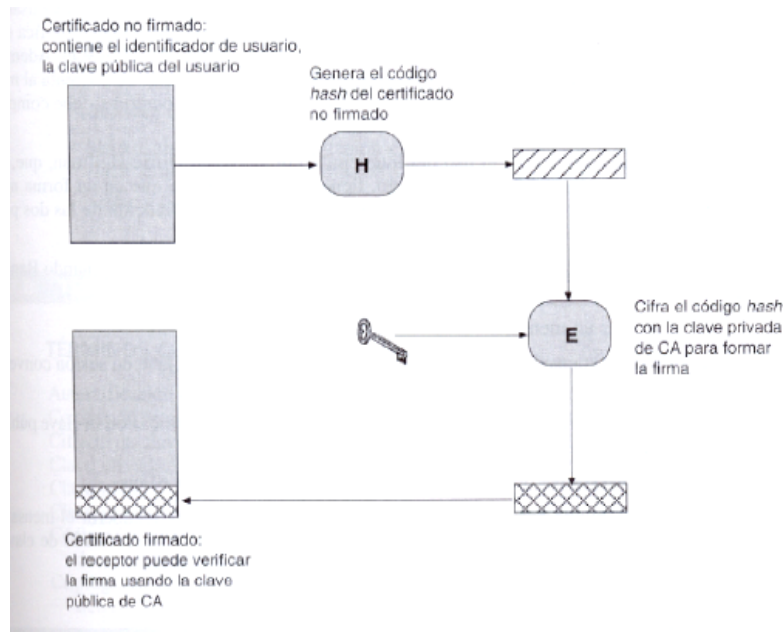 Certificado no firmado:
contiene el identificador de usuario,
la clave pública del usuario
Genera el código
hash del certificado
no firmado
H
E
Cifra el código hash
con la clave privada
de CA para formar
la firma
Certificado firmado:
el receptor puede verificar
la firma usando la clave
pública de CA